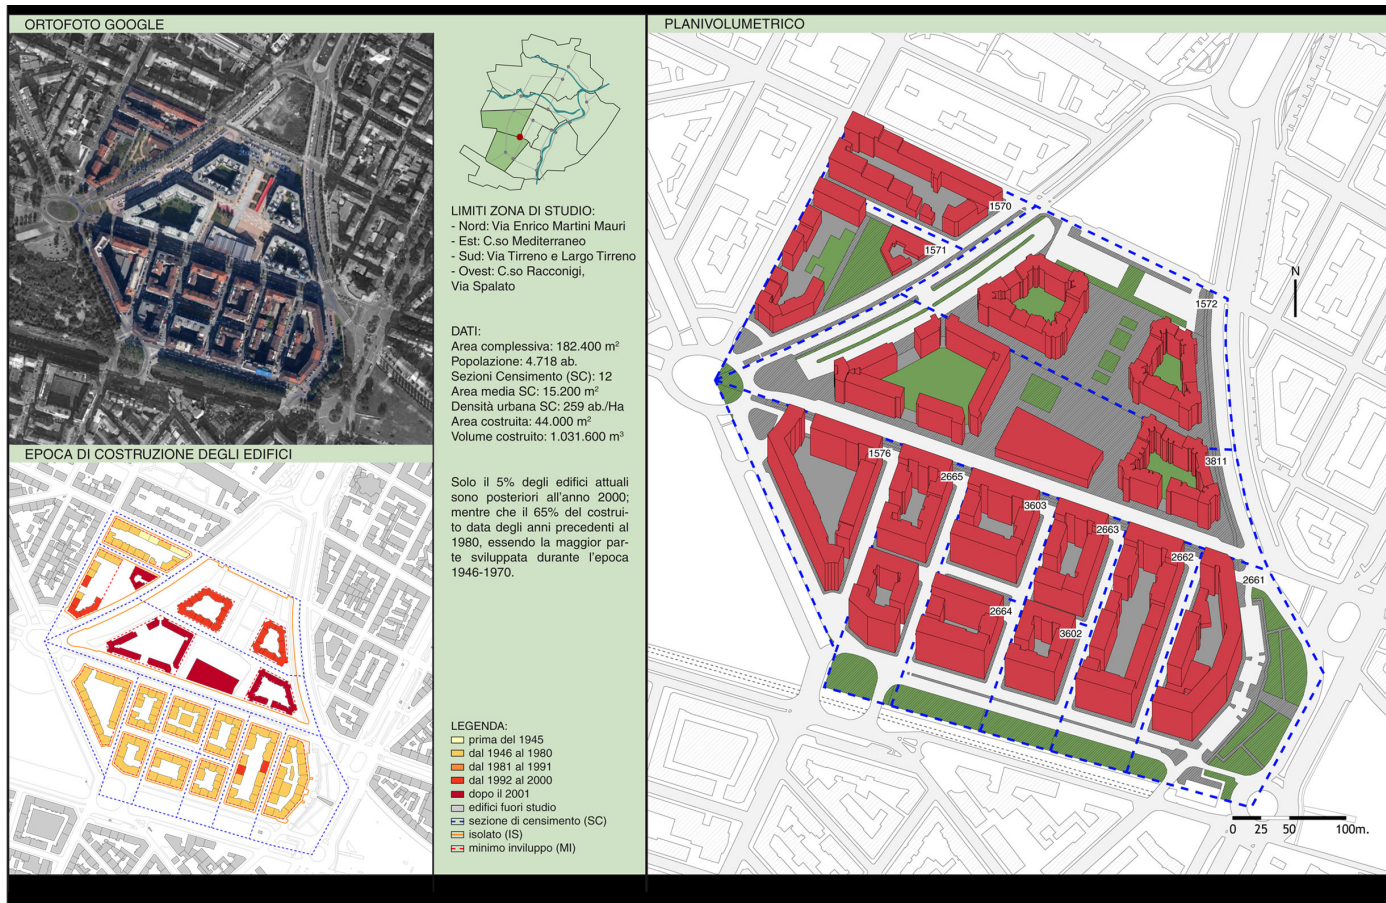 ORTOFOTO GOOGLE
PLANIVOLUMETRICO
LIMITI ZONA DI STUDIO:
- Nord: Via Enrico Martini Mauri
- Est: C.so Mediterraneo
- Sud: Via Tirreno e Largo Tirreno
- Ovest: C.so Racconigi,
Via Spalato
DATI:
Area complessiva: 182.400 m²
Popolazione: 4.718 ab.
Sezioni Censimento (SC): 12
Area media SC: 15.200 m²
Densità urbana SC: 259 ab./Ha
Area costruita: 44.000 m²
Volume costruito: 1.031.600 m³
EPOCA DI COSTRUZIONE DEGLI EDIFICI
Solo il 5% degli edifici attuali
sono posteriori all'anno 2000;
mentre che il 65% del costrui-
to data degli anni precedenti al
1980, essendo la maggior par-
te sviluppata durante l'epoca
1946-1970.
LEGENDA:
prima del 1945
dal 1946 al 1980
dal 1981 al 1991
dal 1992 al 2000
dopo il 2001
edifici fuori studio
sezione di censimento (SC)
isolato (IS)
minimo inviluppo (MI)
1570
1571
N
1572
1576
3811
2665
3603
2663
2662
2661
2664
3602
0 25 50 100m.